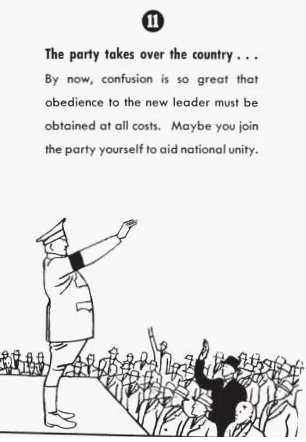 11
The party takes over the country . . .
By now, confusion is so great that
obedience to the new leader must be
obtained at all costs. Maybe you join
the party yourself to aid national unity.